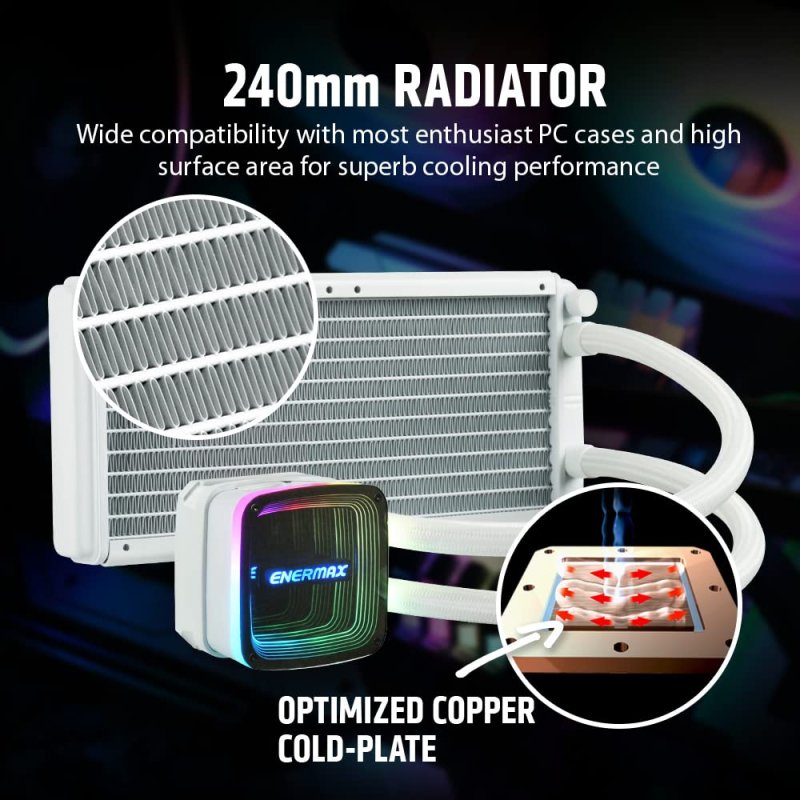 240mm RADIATOR
Wide compatibility with most enthusiast PC cases and high
surface area for superb cooling performance
ENERMAX
OPTIMIZED COPPER
COLD-PLATE